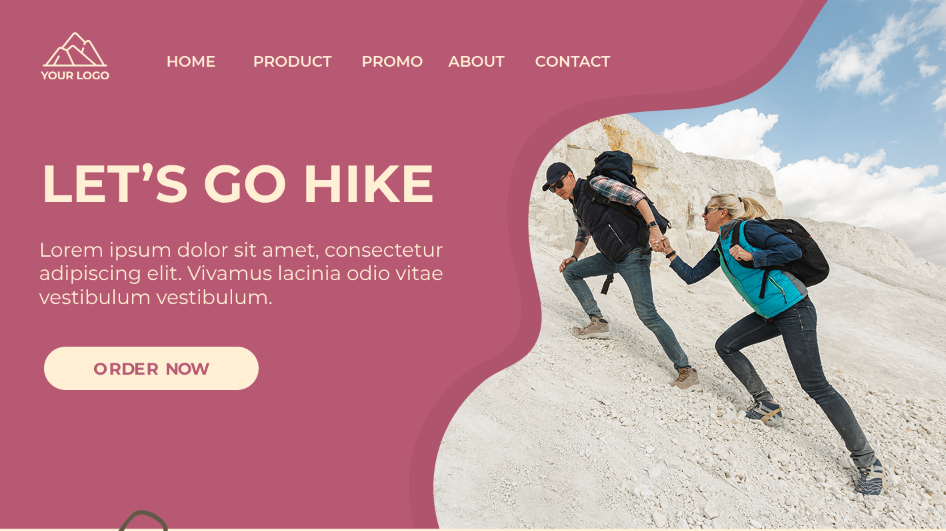 YOUR LOGO
HOME PRODUCT PROMO ABOUT CONTACT
LET’S GO HIKE
Lorem ipsum dolor sit amet, consectetur
adipiscing elit. Vivamus lacinia odio vitae
vestibulum vestibulum.
ORDER NOW